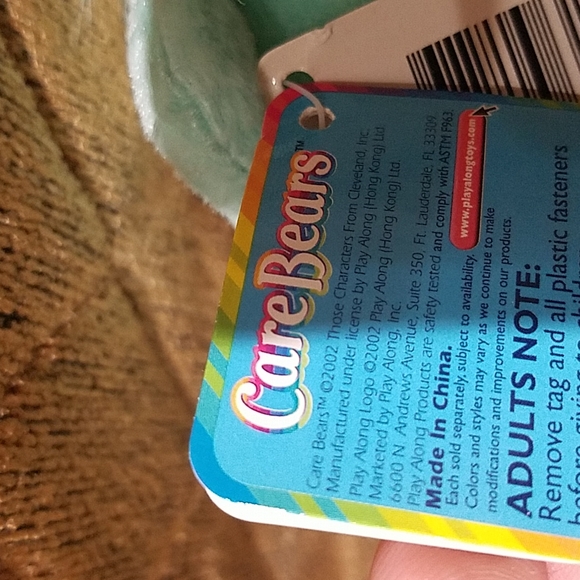 Care Bears™
Care Bears™ ©2002 Those Characters From Cleveland, Inc.
Manufactured under license by Play Along (Hong Kong) Ltd
Play Along Logo ©2002 Play Along (Hong Kong) Ltd.
Marketed by Play Along, Inc.
6600 N. Andrews Avenue, Suite 350, Ft. Lauderdale, FL 33309.
Play Along Products are safety tested and comply with ASTM F963
Made In China.
Each sold separately, subject to availability.
www.playalongtoys.com
Colors and styles may vary as we continue to make
modifications and improvements on our products.
ADULTS NOTE:
Remove tag and all plastic fasteners
before giving to